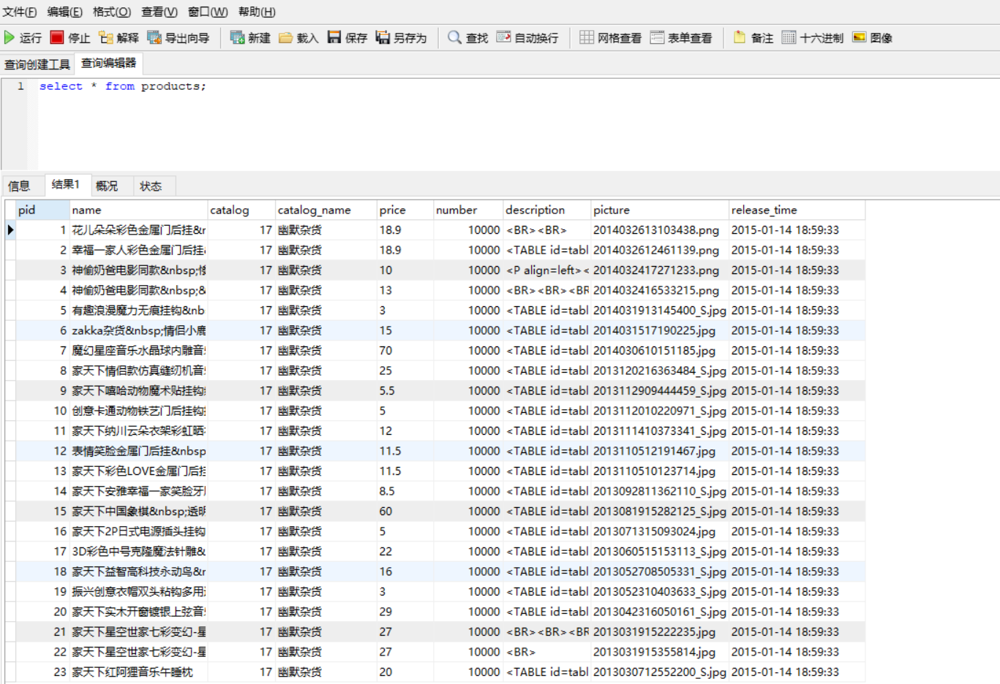 文件(F) 编辑(E) 格式(O) 查看(V) 窗口(W) 帮助(H)
运行 停止 解释 导出向导 新建 载入 保存 另存为 查找 自动换行 网格查看 表单查看 备注 十六进制 图像
查询创建工具 查询编辑器
1 select * from products;
信息 结果1 概况 状态
pid name catalog catalog_name price number description picture release_time
1 花儿朵朵彩色金属门后挂&r 17 幽默杂货 18.9 10000 <BR><BR> 2014032613103438.png 2015-01-14 18:59:33
2 幸福一家人彩色金属门后挂 17 幽默杂货 18.9 10000 <TABLE id=tabl 2014032612461139.png 2015-01-14 18:59:33
3 神偷奶爸电影同款&nbsp; 17 幽默杂货 10 10000 <P align=left>< 2014032417271233.png 2015-01-14 18:59:33
4 神偷奶爸电影同款&nbsp;& 17 幽默杂货 13 10000 <BR><BR><BR 2014032416533215.png 2015-01-14 18:59:33
5 有趣浪漫魔力无痕挂钩&nb 17 幽默杂货 3 10000 <TABLE id=tabl 2014031913145400_S.jpg 2015-01-14 18:59:33
6 zakka杂货&nbsp;情侣小鹿 17 幽默杂货 15 10000 <TABLE id=tabl 2014031517190225.jpg 2015-01-14 18:59:33
7 魔幻星座音乐水晶球内雕音 17 幽默杂货 70 10000 <TABLE id=tabl 2014030610151185.jpg 2015-01-14 18:59:33
8 家天下情侣款仿真缝纫机音 17 幽默杂货 25 10000 <TABLE id=tabl 2013120216363484_S.jpg 2015-01-14 18:59:33
9 家天下嘻哈动物魔术贴挂钩 17 幽默杂货 5.5 10000 <TABLE id=tabl 2013112909444459_S.jpg 2015-01-14 18:59:33
10 创意卡通动物铁艺门后挂钩 17 幽默杂货 5 10000 <TABLE id=tabl 2013112010220971_S.jpg 2015-01-14 18:59:33
11 家天下纳川云朵衣架彩虹晒 17 幽默杂货 12 10000 <TABLE id=tabl 2013111410373341_S.jpg 2015-01-14 18:59:33
12 表情笑脸金属门后挂&nbsp 17 幽默杂货 11.5 10000 <TABLE id=tabl 2013110512191467.jpg 2015-01-14 18:59:33
13 家天下彩色LOVE金属门后挂 17 幽默杂货 11.5 10000 <TABLE id=tabl 2013110510123714.jpg 2015-01-14 18:59:33
14 家天下安雅幸福一家笑脸牙 17 幽默杂货 8.5 10000 <TABLE id=tabl 2013092811362110_S.jpg 2015-01-14 18:59:33
15 家天下中国象棋&nbsp;透明 17 幽默杂货 60 10000 <TABLE id=tabl 2013081915282125_S.jpg 2015-01-14 18:59:33
16 家天下2P日式电源插头挂钩 17 幽默杂货 5 10000 <TABLE id=tabl 2013071315093024.jpg 2015-01-14 18:59:33
17 3D彩色中号克隆魔法针雕& 17 幽默杂货 22 10000 <TABLE id=tabl 2013060515153113_S.jpg 2015-01-14 18:59:33
18 家天下益智高科技永动鸟&r 17 幽默杂货 16 10000 <TABLE id=tabl 2013052708505331_S.jpg 2015-01-14 18:59:33
19 振兴创意衣帽双头粘钩多用 17 幽默杂货 3 10000 <TABLE id=tabl 2013052310403633_S.jpg 2015-01-14 18:59:33
20 家天下实木开窗镀银上弦音 17 幽默杂货 29 10000 <TABLE id=tabl 2013042316050161_S.jpg 2015-01-14 18:59:33
21 家天下星空世家七彩变幻-星 17 幽默杂货 27 10000 <BR><BR><BR 2013031915222235.jpg 2015-01-14 18:59:33
22 家天下星空世家七彩变幻-星 17 幽默杂货 27 10000 <BR> 2013031915355814.jpg 2015-01-14 18:59:33
23 家天下红阿狸音乐午睡枕 17 幽默杂货 20 10000 <TABLE id=tabl 2013030712552200_S.jpg 2015-01-14 18:59:33